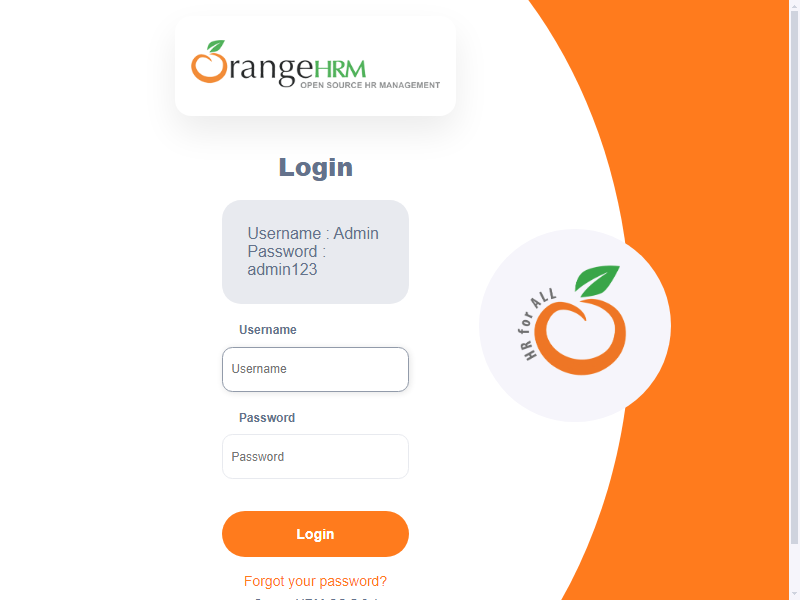 OrangeHRM
OPEN SOURCE HR MANAGEMENT
Login
Username : Admin
Password :
admin123
Username
Username
HR for ALL
Password
Password
Login
Forgot your password?